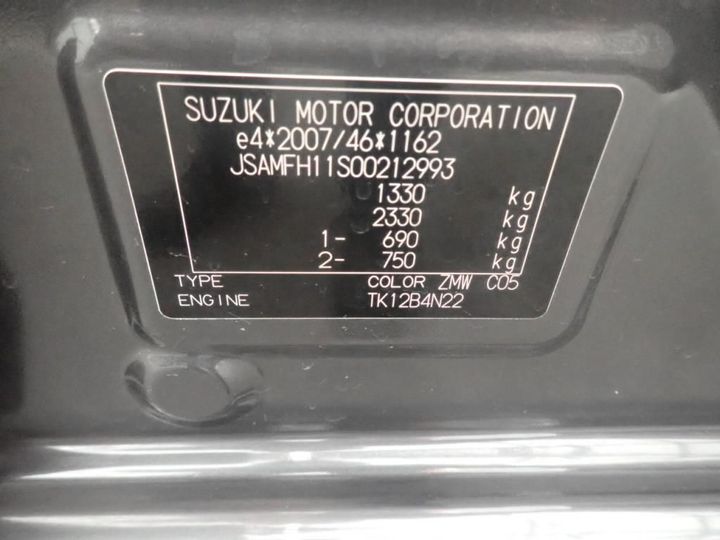 SUZUKI MOTOR CORPORATION
e4*2007/46*1162
JSAMFH11S00212993
1330 kg
2330 kg
1- 690 kg
2- 750 kg
TYPE COLOR ZMW C05
ENGINE TK12B4N22